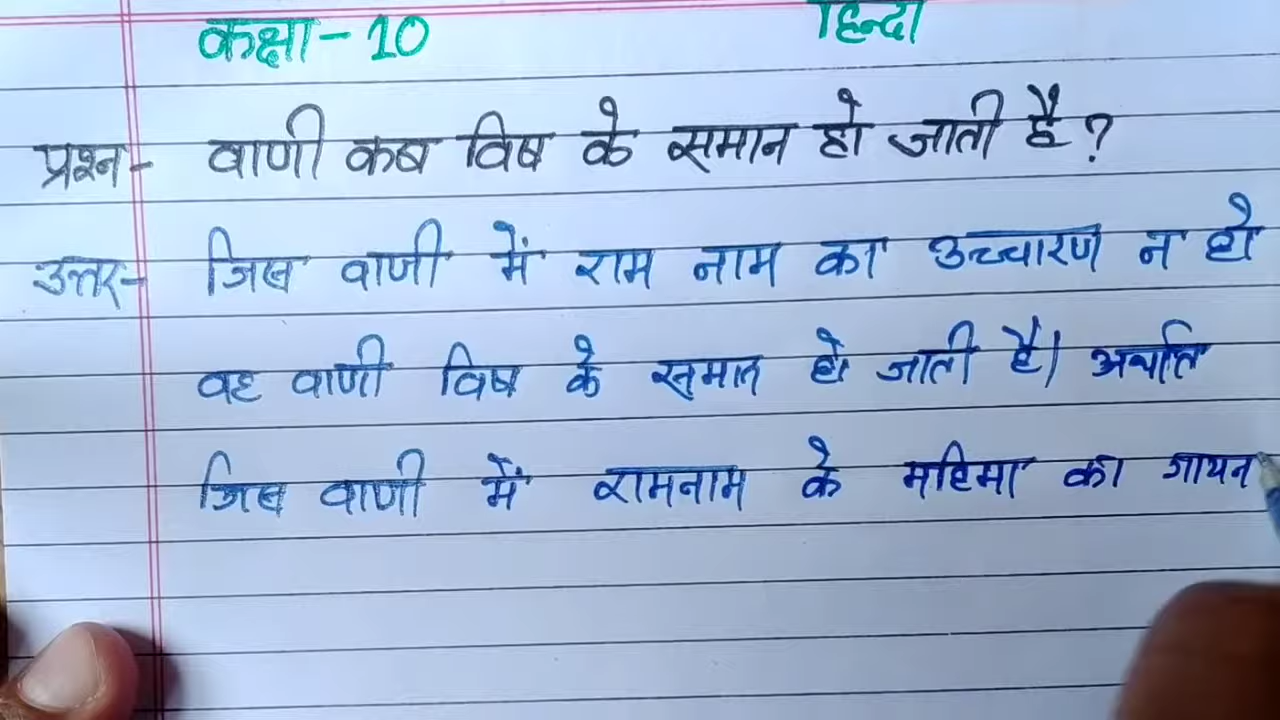 कक्षा - 10 हिन्दी
प्रश्न - वाणी कब विष के समान हो जाती है ?
उत्तर - जिस वाणी में राम नाम का उच्चारण न हो
वह वाणी विष के समान हो जाती है। अर्थात
जिस वाणी में रामनाम के महिमा का गायन